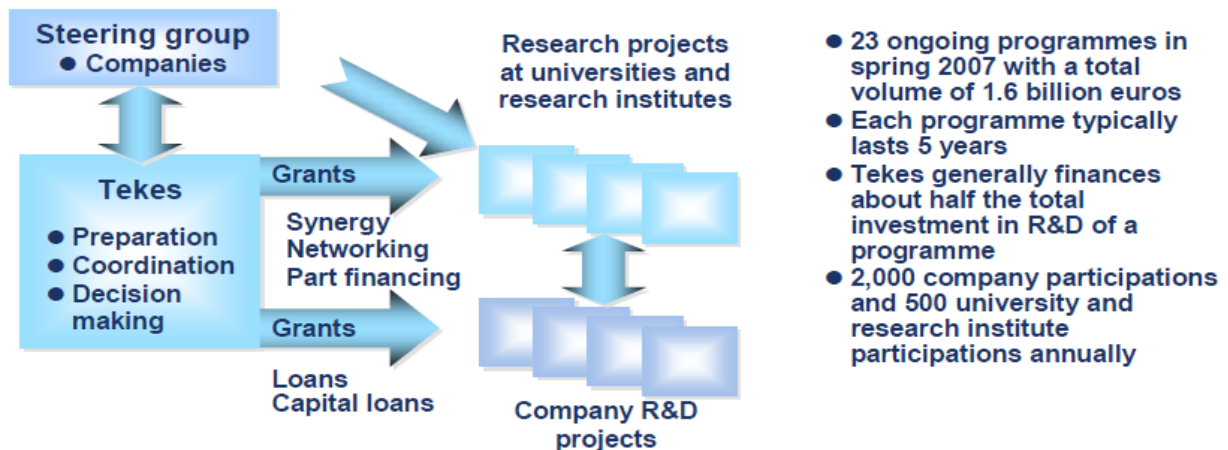 Steering group
● Companies
Tekes
● Preparation
● Coordination
● Decision
making
Grants
Synergy
Networking
Part financing
Grants
Loans
Capital loans
Research projects
at universities and
research institutes
Company R&D
projects
● 23 ongoing programmes in
spring 2007 with a total
volume of 1.6 billion euros
● Each programme typically
lasts 5 years
● Tekes generally finances
about half the total
investment in R&D of a
programme
● 2,000 company participations
and 500 university and
research institute
participations annually